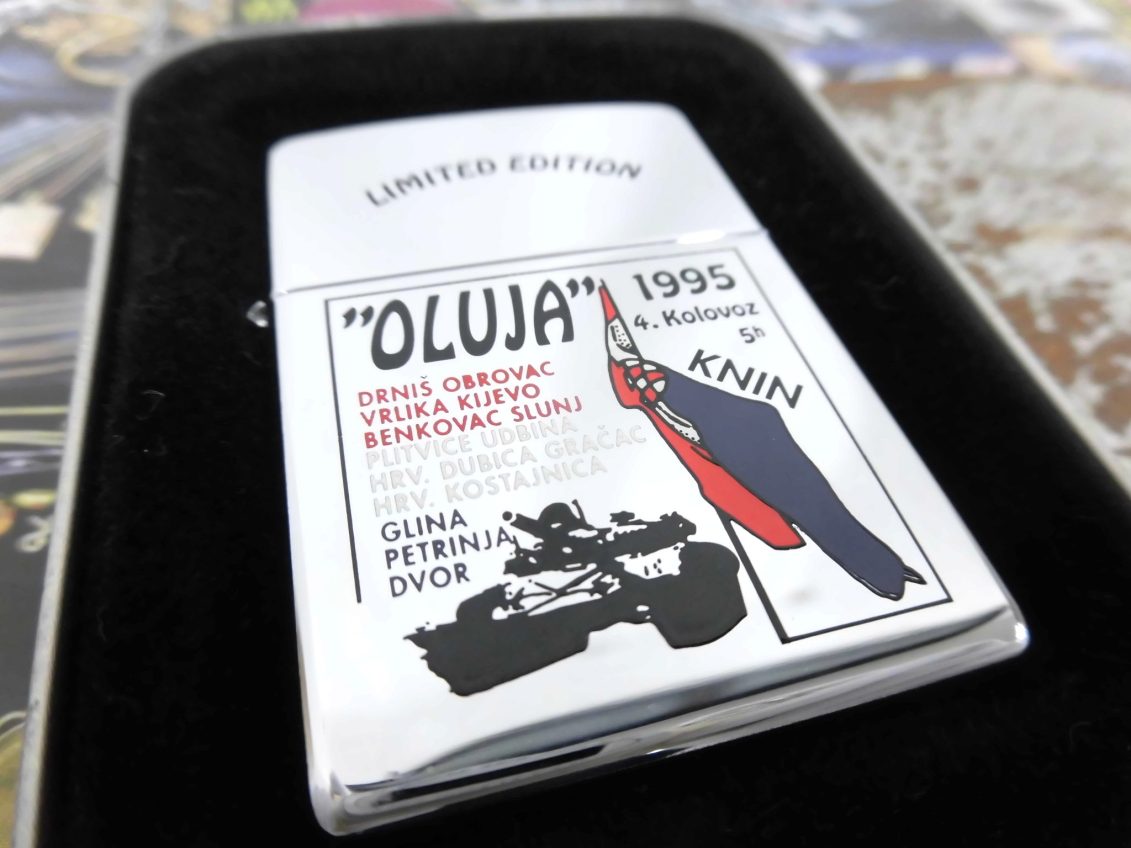 LIMITED EDITION
"OLUJA"
1995
4. Kolovoz
5h
KNIN
DRNIŠ OBROVAC
VRLIKA KIJEVO
BENKOVAC SLUNJ
PLITVICE UDBINA
HRV. DUBICA GRAČAC
HRV. KOSTAJNICA
GLINA
PETRINJA
DVOR